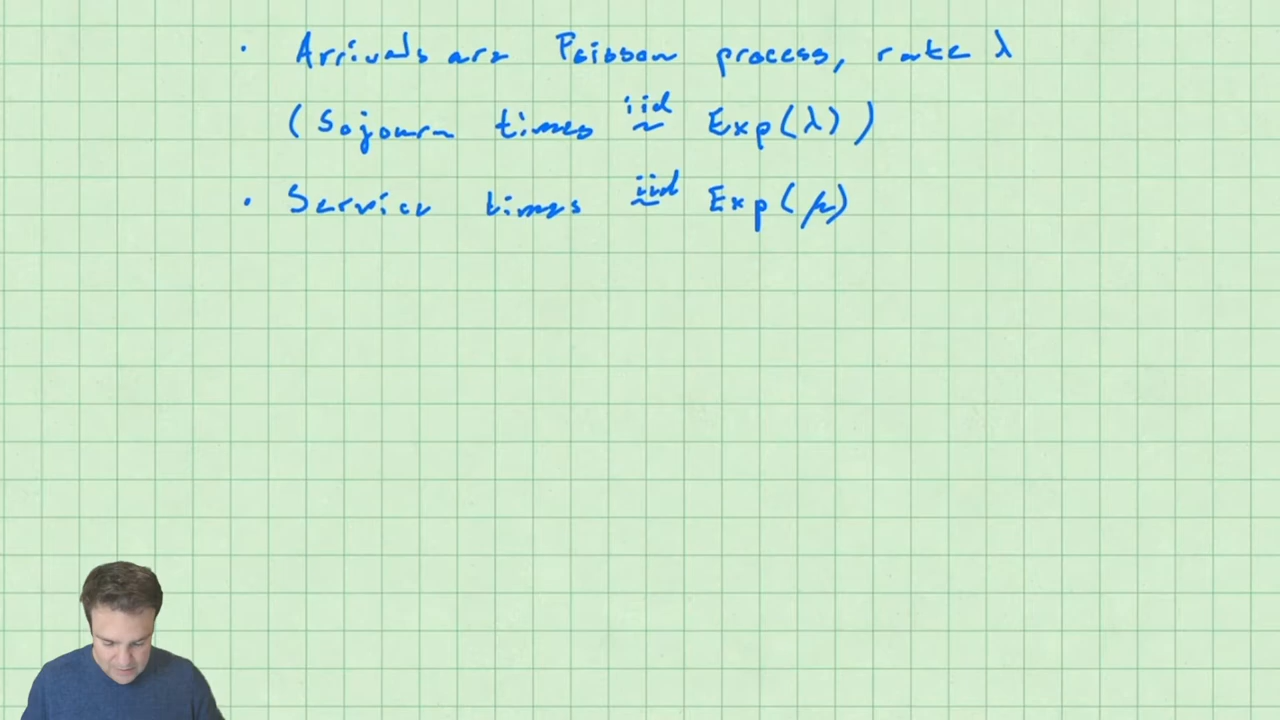 · Arrivals are Poisson process, rate λ
(Sojourn times iid ~ Exp(λ))
· Service times iid ~ Exp(μ)